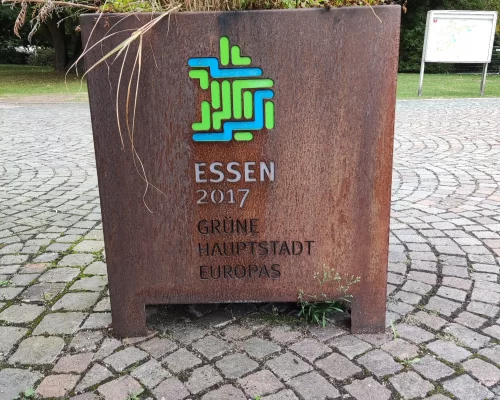 ESSEN
2017
GRÜNE
HAUPTSTADT
EUROPAS